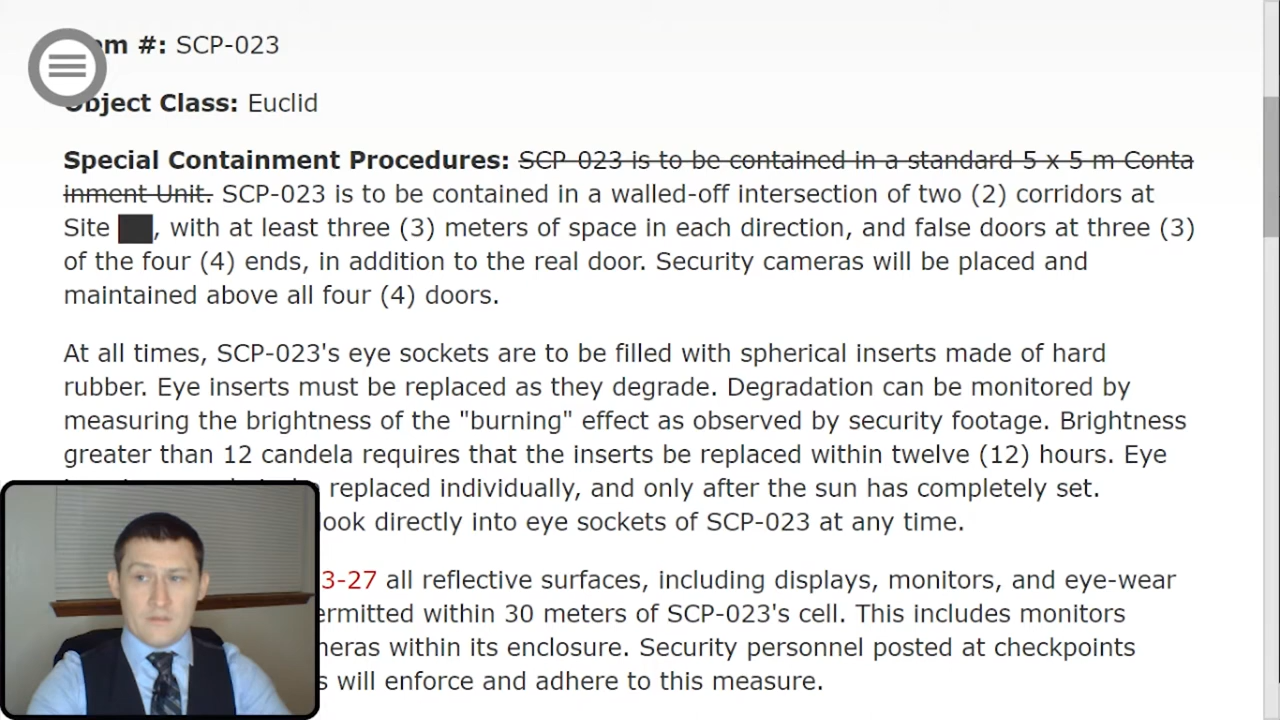 em #: SCP-023
Object Class: Euclid
Special Containment Procedures: SCP-023 is to be contained in a standard 5 x 5 m Conta
inment Unit. SCP-023 is to be contained in a walled-off intersection of two (2) corridors at
Site ██, with at least three (3) meters of space in each direction, and false doors at three (3)
of the four (4) ends, in addition to the real door. Security cameras will be placed and
maintained above all four (4) doors.
At all times, SCP-023's eye sockets are to be filled with spherical inserts made of hard
rubber. Eye inserts must be replaced as they degrade. Degradation can be monitored by
measuring the brightness of the "burning" effect as observed by security footage. Brightness
greater than 12 candela requires that the inserts be replaced within twelve (12) hours. Eye
replaced individually, and only after the sun has completely set.
look directly into eye sockets of SCP-023 at any time.
3-27 all reflective surfaces, including displays, monitors, and eye-wear
ermitted within 30 meters of SCP-023's cell. This includes monitors
neras within its enclosure. Security personnel posted at checkpoints
s will enforce and adhere to this measure.